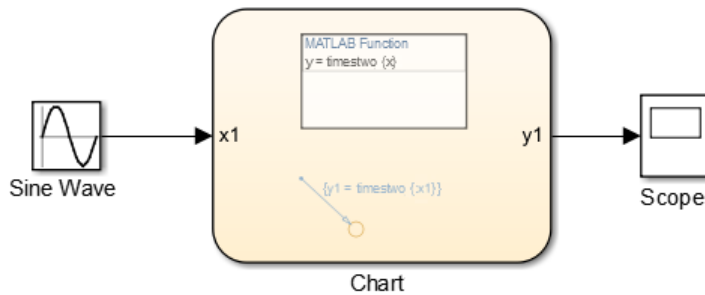 MATLAB Function
y = timestwo {x}
x1
y1
Sine Wave
{y1 = timestwo {x1}}
Scope
Chart